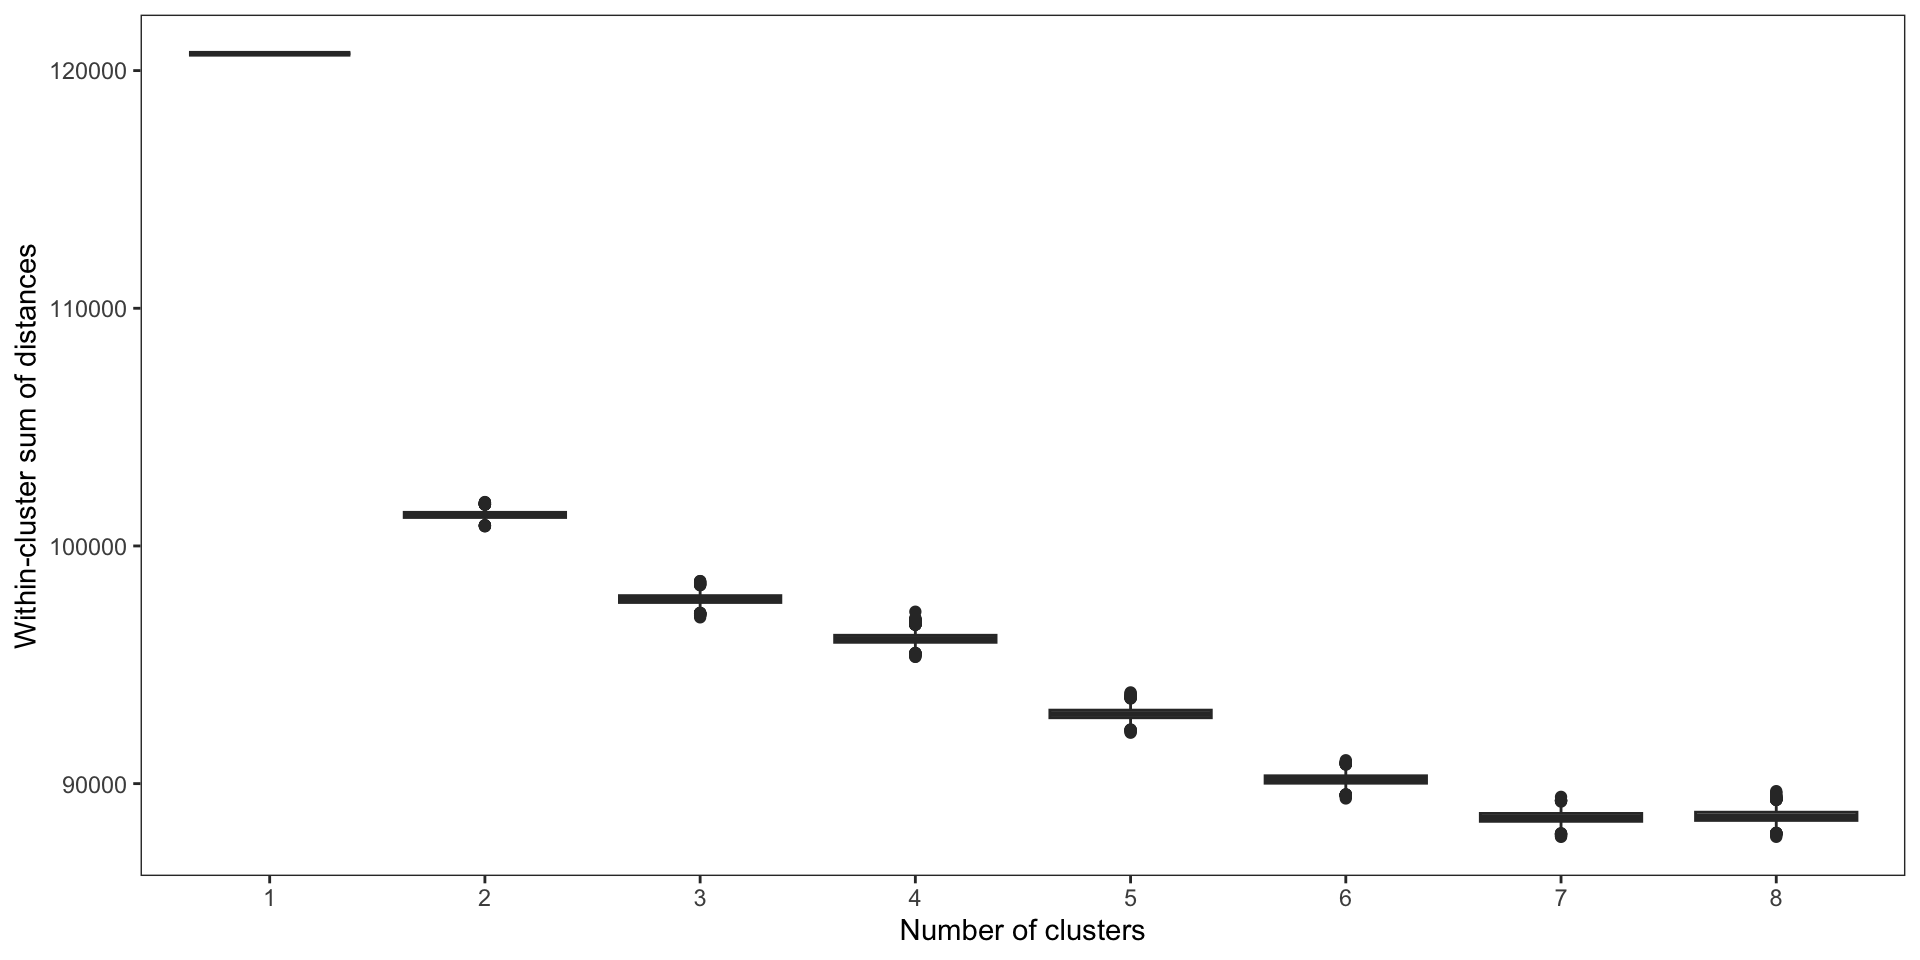 120000
110000
100000
90000
Within-cluster sum of distances
1 2 3 4 5 6 7 8
Number of clusters